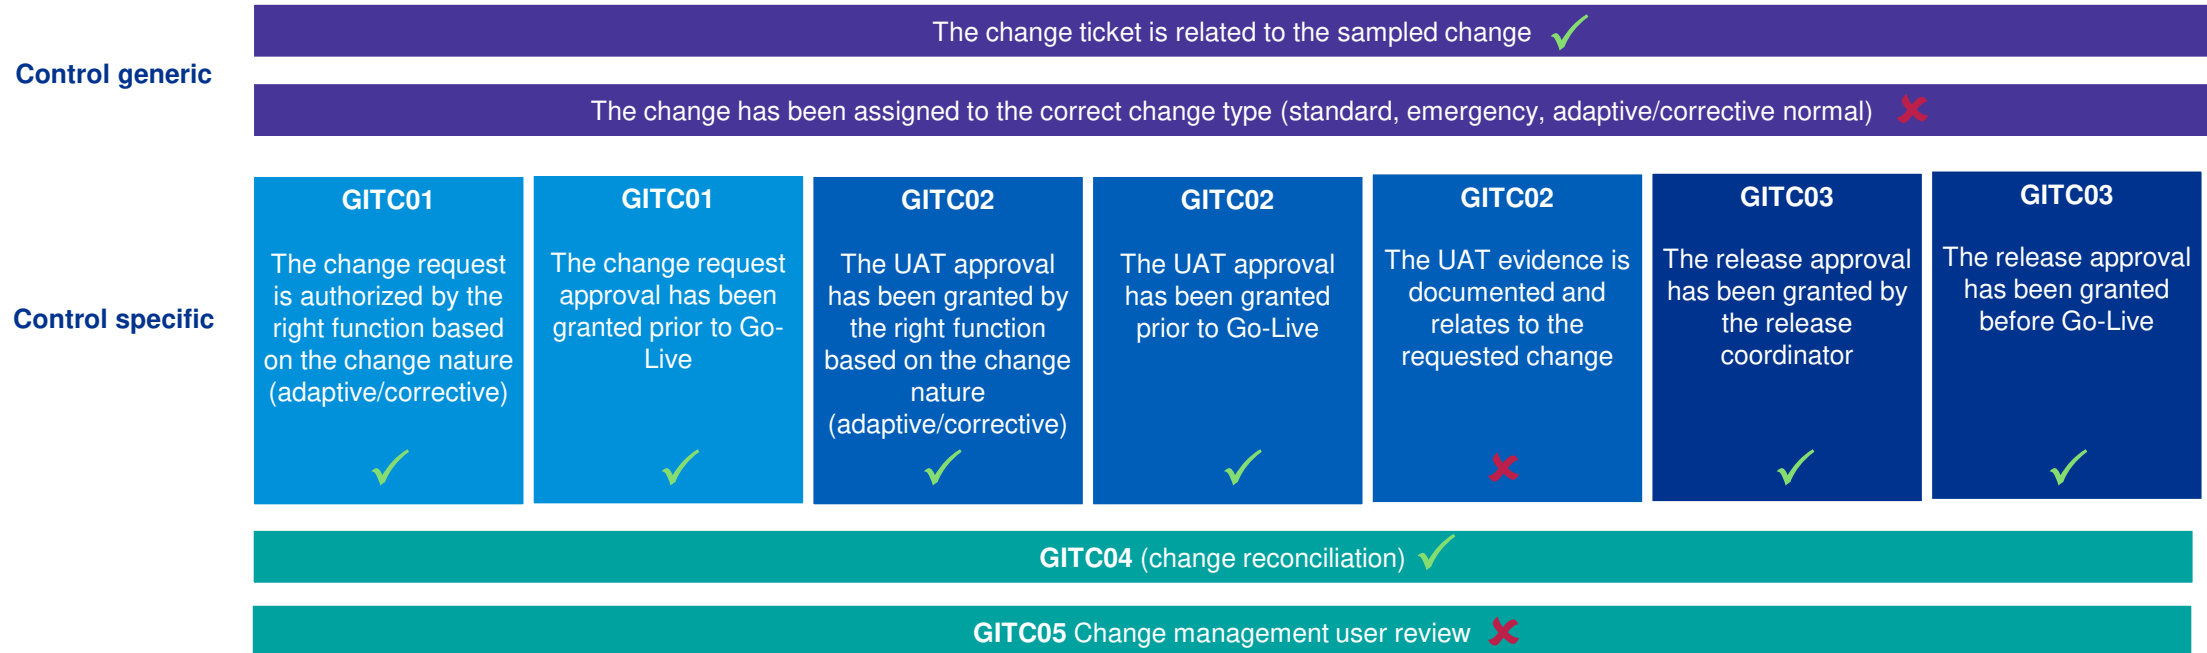 Control generic
The change ticket is related to the sampled change
The change has been assigned to the correct change type (standard, emergency, adaptive/corrective normal)
Control specific
GITC01
The change request
is authorized by the
right function based
on the change nature
(adaptive/corrective)
GITC01
The change request
approval has been
granted prior to Go-
Live
GITC02
The UAT approval
has been granted by
the right function
based on the change
nature
(adaptive/corrective)
GITC02
The UAT approval
has been granted
prior to Go-Live
GITC02
The UAT evidence is
documented and
relates to the
requested change
GITC03
The release approval
has been granted by
the release
coordinator
GITC03
The release approval
has been granted
before Go-Live
GITC04 (change reconciliation)
GITC05 Change management user review